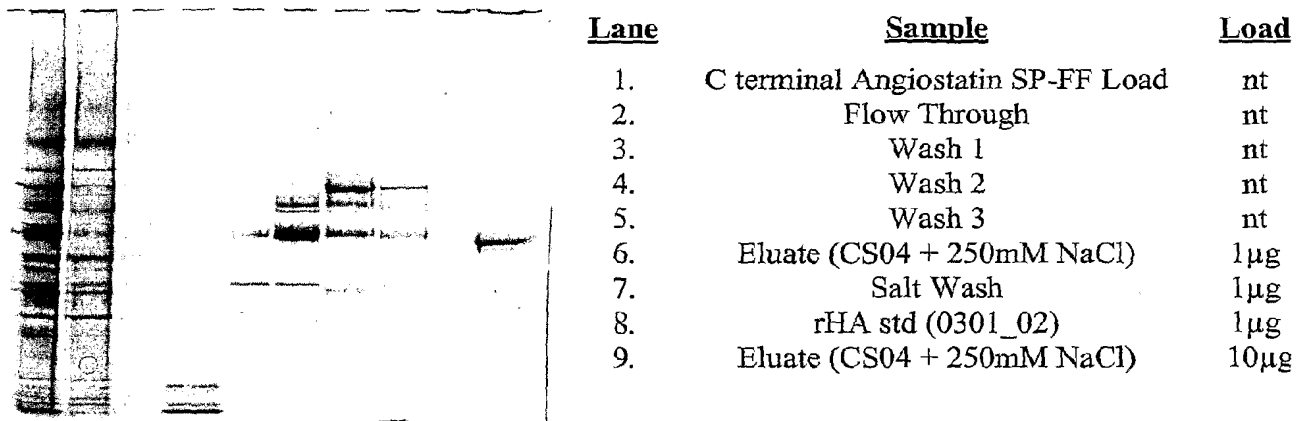 Lane Sample Load
1. C terminal Angiostatin SP-FF Load nt
2. Flow Through nt
3. Wash 1 nt
4. Wash 2 nt
5. Wash 3 nt
6. Eluate (CS04 + 250mM NaCl) 1μg
7. Salt Wash 1μg
8. rHA std (0301_02) 1μg
9. Eluate (CS04 + 250mM NaCl) 10μg